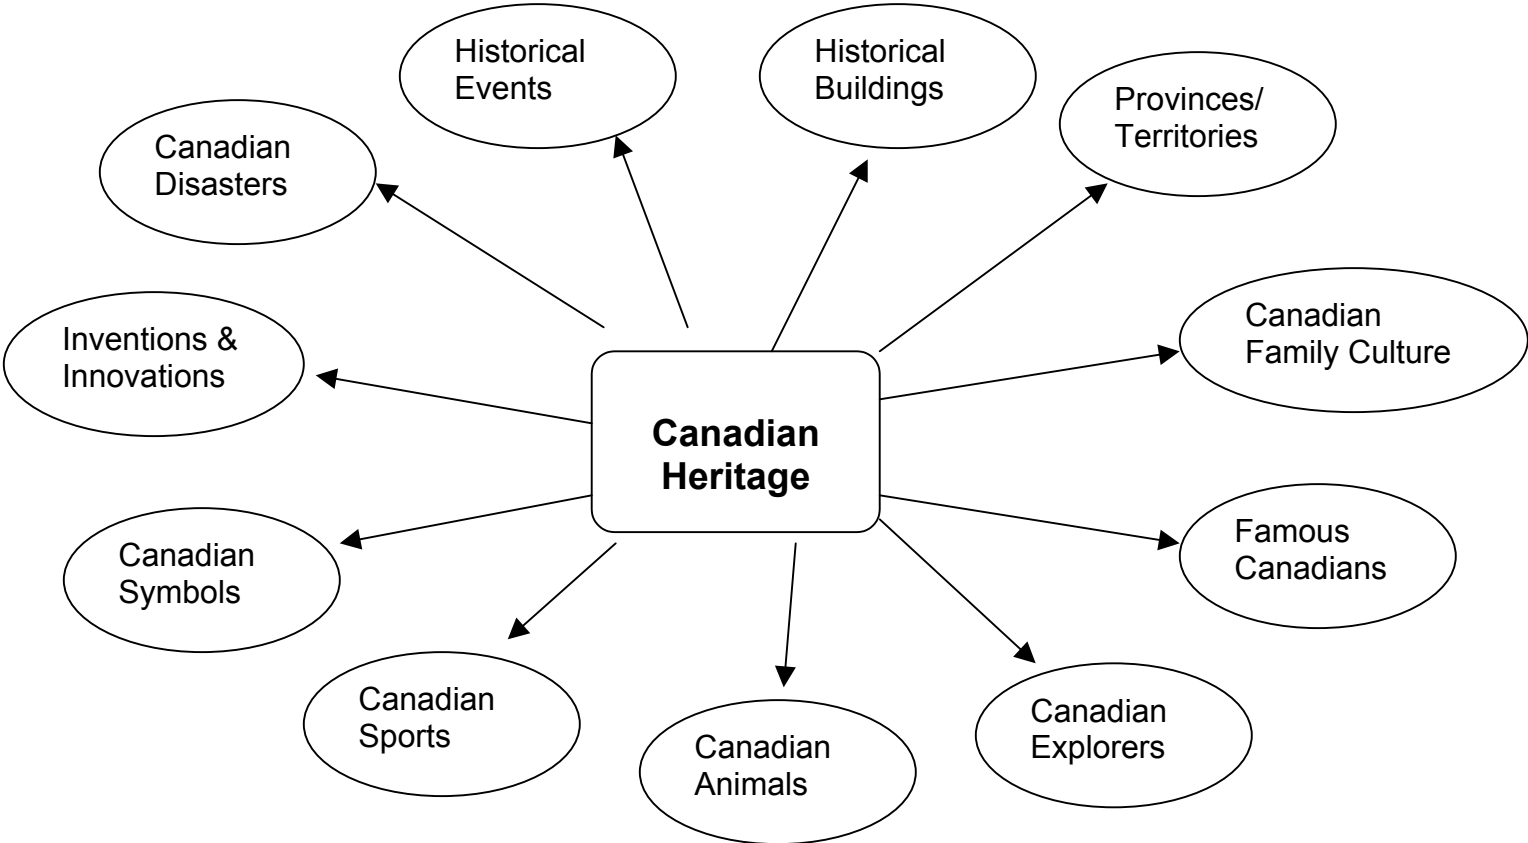 Historical
Events
Historical
Buildings
Provinces/
Territories
Canadian
Disasters
Canadian
Family Culture
Inventions &
Innovations
Canadian
Heritage
Famous
Canadians
Canadian
Symbols
Canadian
Sports
Canadian
Explorers
Canadian
Animals